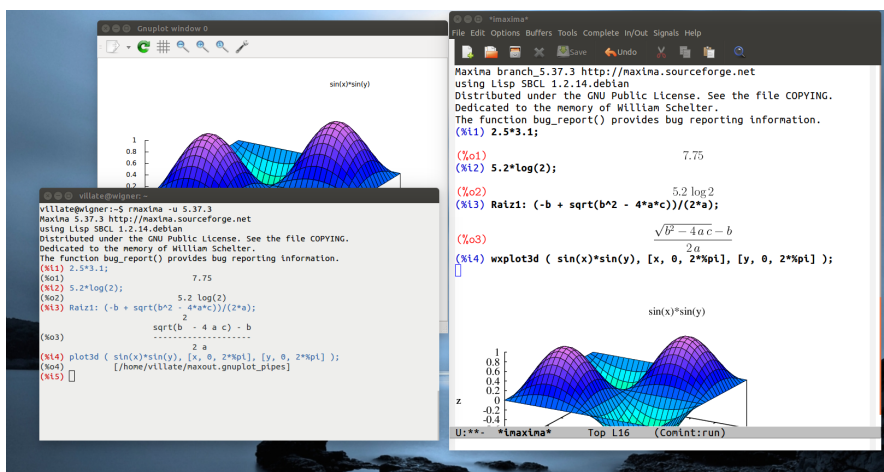 Gnuplot window 0
sin(x)*sin(y)
1
0.8
0.6
0.4
0.2
villate@wigner: ~
villate@wigner:~$ rmaxima -u 5.37.3
Maxima 5.37.3 http://maxima.sourceforge.net
using Lisp SBCL 1.2.14.debian
Distributed under the GNU Public License. See the file COPYING.
Dedicated to the memory of William Schelter.
The function bug_report() provides bug reporting information.
(%i1) 2.5*3.1;
(%o1) 7.75
(%i2) 5.2*log(2);
(%o2) 5.2 log(2)
(%i3) Raiz1: (-b + sqrt(b^2 - 4*a*c))/(2*a);
2
sqrt(b  - 4 a c) - b
(%o3) --------------------
2 a
(%i4) plot3d ( sin(x)*sin(y), [x, 0, 2*%pi], [y, 0, 2*%pi] );
(%o4) [/home/villate/maxout.gnuplot_pipes]
(%i5)
*imaxima*
File Edit Options Buffers Tools Complete In/Out Signals Help
Save Undo
Maxima branch_5.37.3 http://maxima.sourceforge.net
using Lisp SBCL 1.2.14.debian
Distributed under the GNU Public License. See the file COPYING.
Dedicated to the memory of William Schelter.
The function bug_report() provides bug reporting information.
(%i1) 2.5*3.1;
(%o1) 7.75
(%i2) 5.2*log(2);
(%o2) 5.2 log 2
(%i3) Raiz1: (-b + sqrt(b^2 - 4*a*c))/(2*a);
√b² − 4 a c − b
(%o3)
2 a
(%i4) wxplot3d ( sin(x)*sin(y), [x, 0, 2*%pi], [y, 0, 2*%pi] );
sin(x)*sin(y)
1
0.8
0.6
0.4
0.2
z 0
-0.2
-0.4
U:**-  *imaxima*      Top L16    (Comint:run)